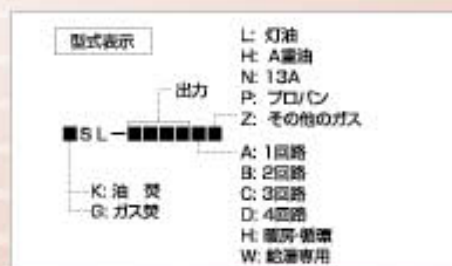 型式表示
出力
■SL-■■■■■■
K: 油 焚
G: ガス焚
L: 灯油
H: A重油
N: 13A
P: プロパン
Z: その他のガス
A: 1回路
B: 2回路
C: 3回路
D: 4回路
H: 暖房・循環
W: 給湯専用